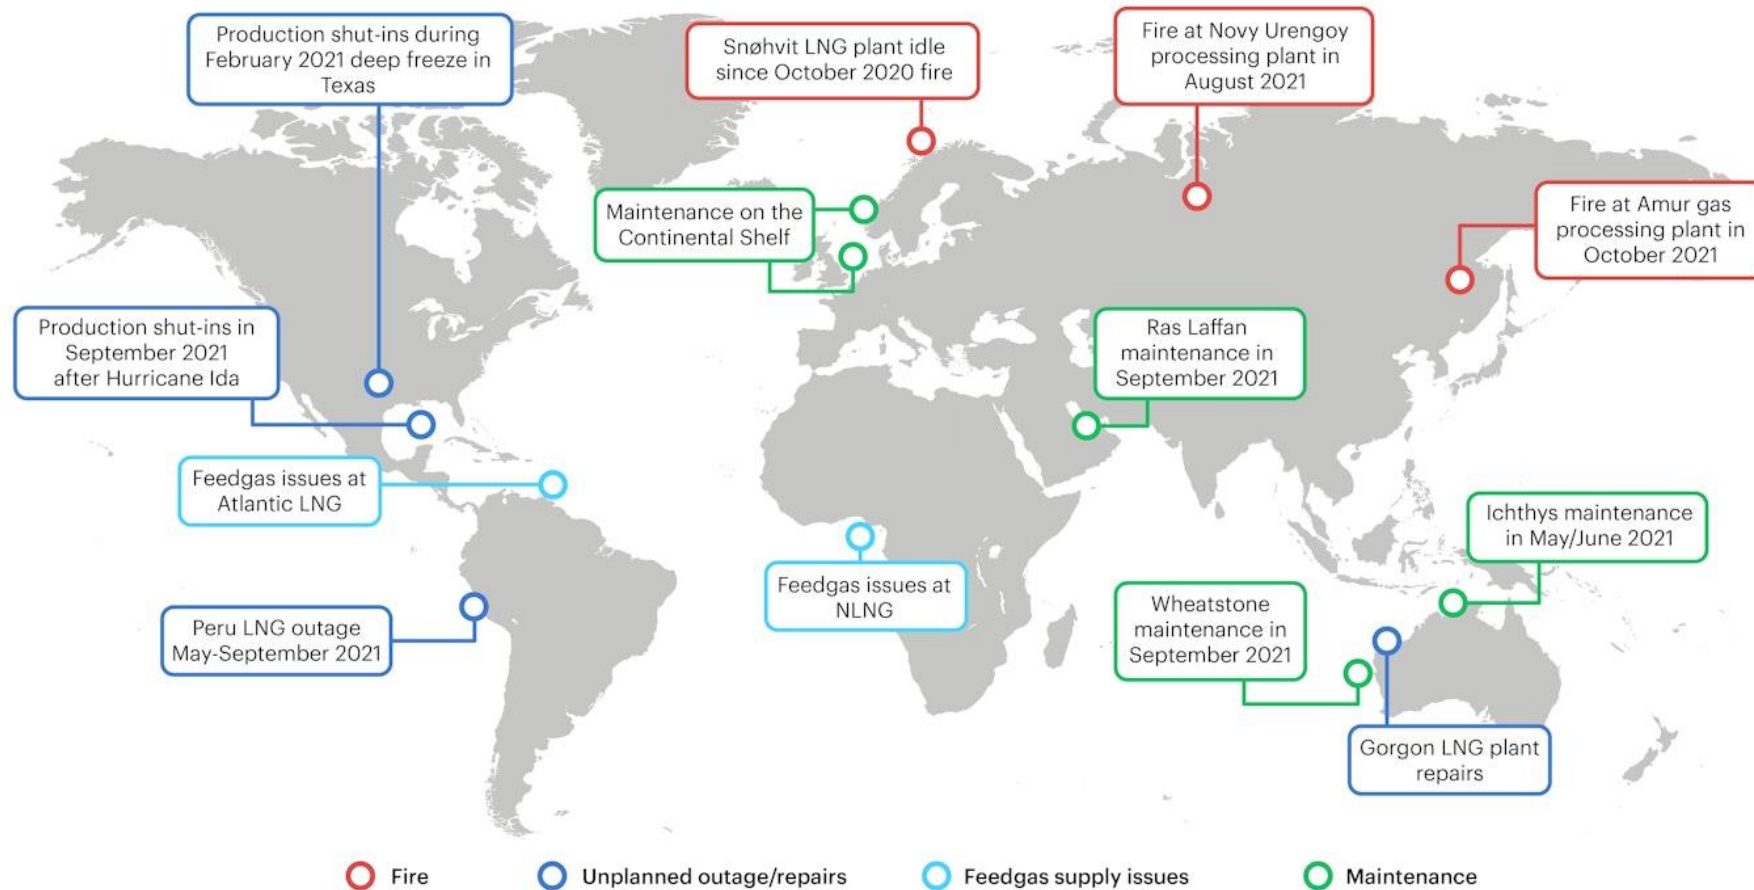 Production shut-ins during
February 2021 deep freeze in
Texas
Snøhvit LNG plant idle
since October 2020 fire
Fire at Novy Urengoy
processing plant in
August 2021
Maintenance on the
Continental Shelf
Fire at Amur gas
processing plant in
October 2021
Production shut-ins in
September 2021
after Hurricane Ida
Ras Laffan
maintenance in
September 2021
Feedgas issues at
Atlantic LNG
Ichthys maintenance
in May/June 2021
Feedgas issues at
NLNG
Wheatstone
maintenance in
September 2021
Peru LNG outage
May-September 2021
Gorgon LNG plant
repairs
Fire
Unplanned outage/repairs
Feedgas supply issues
Maintenance